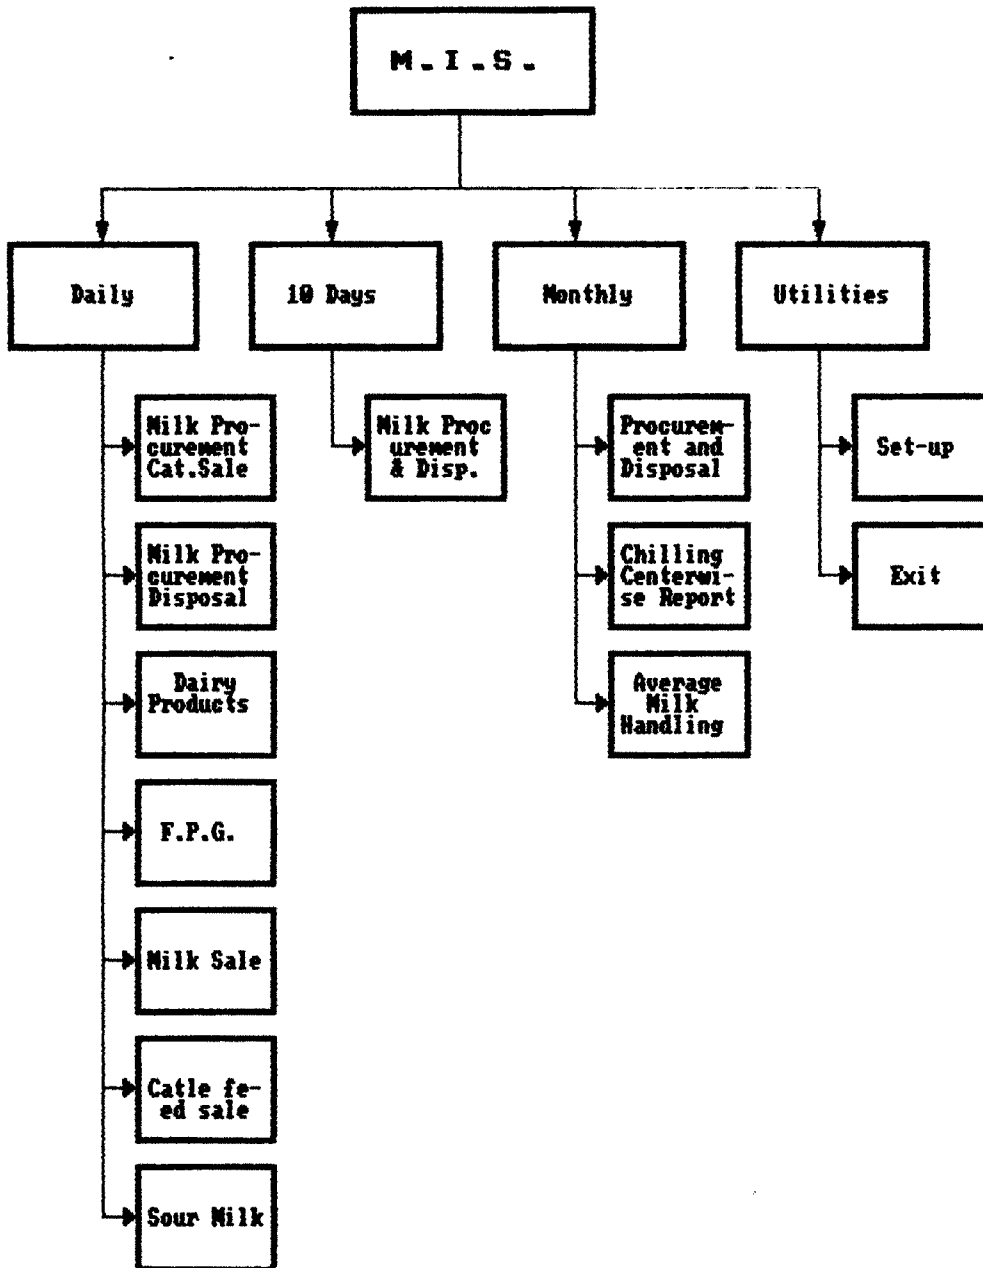 M.I.S.
Daily
10 Days
Monthly
Utilities
Milk Pro-
curement
Cat.Sale
Milk Proc
urement
& Disp.
Procurem-
ent and
Disposal
Set-up
Milk Pro-
curement
Disposal
Chilling
Centerwi-
se Report
Exit
Dairy
Products
Average
Milk
Handling
F.P.G.
Milk Sale
Catle fe-
ed sale
Sour Milk